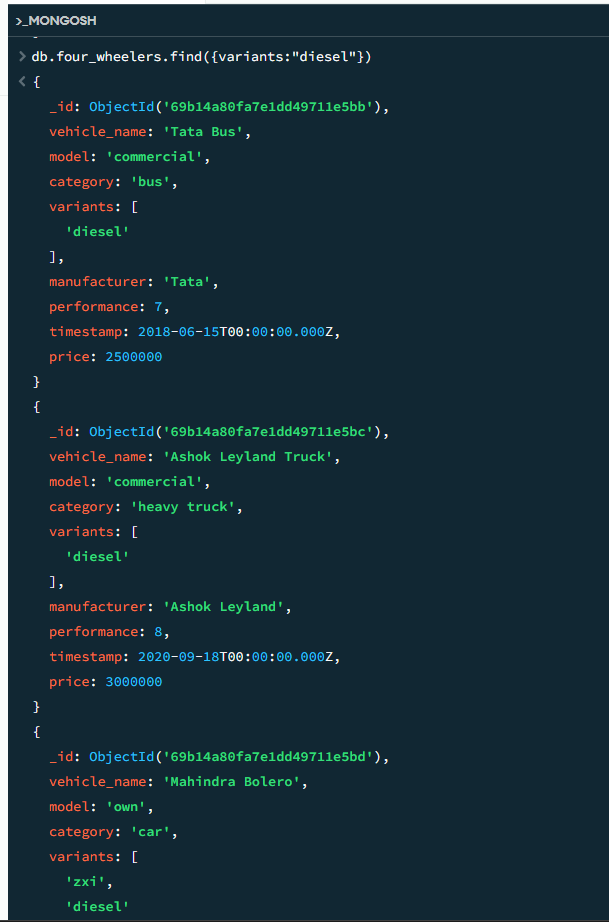 >_MONGOSH
> db.four_wheelers.find({variants:"diesel"})
< {
_id: ObjectId('69b14a80fa7e1dd49711e5bb'),
vehicle_name: 'Tata Bus',
model: 'commercial',
category: 'bus',
variants: [
'diesel'
],
manufacturer: 'Tata',
performance: 7,
timestamp: 2018-06-15T00:00:00.000Z,
price: 2500000
}
{
_id: ObjectId('69b14a80fa7e1dd49711e5bc'),
vehicle_name: 'Ashok Leyland Truck',
model: 'commercial',
category: 'heavy truck',
variants: [
'diesel'
],
manufacturer: 'Ashok Leyland',
performance: 8,
timestamp: 2020-09-18T00:00:00.000Z,
price: 3000000
}
{
_id: ObjectId('69b14a80fa7e1dd49711e5bd'),
vehicle_name: 'Mahindra Bolero',
model: 'own',
category: 'car',
variants: [
'zxi',
'diesel'